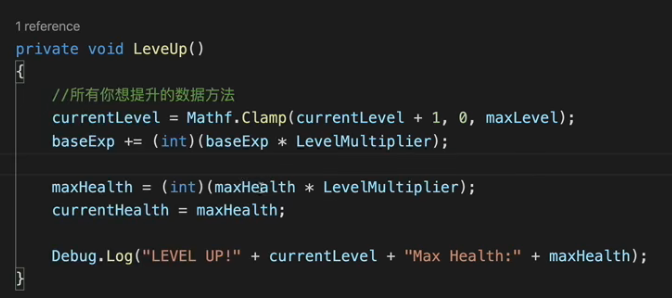 1 reference
private void LeveUp()
{
//所有你想提升的数据方法
currentLevel = Mathf.Clamp(currentLevel + 1, 0, maxLevel);
baseExp += (int)(baseExp * LevelMultiplier);
maxHealth = (int)(maxHealth * LevelMultiplier);
currentHealth = maxHealth;
Debug.Log("LEVEL UP!" + currentLevel + "Max Health:" + maxHealth);
}